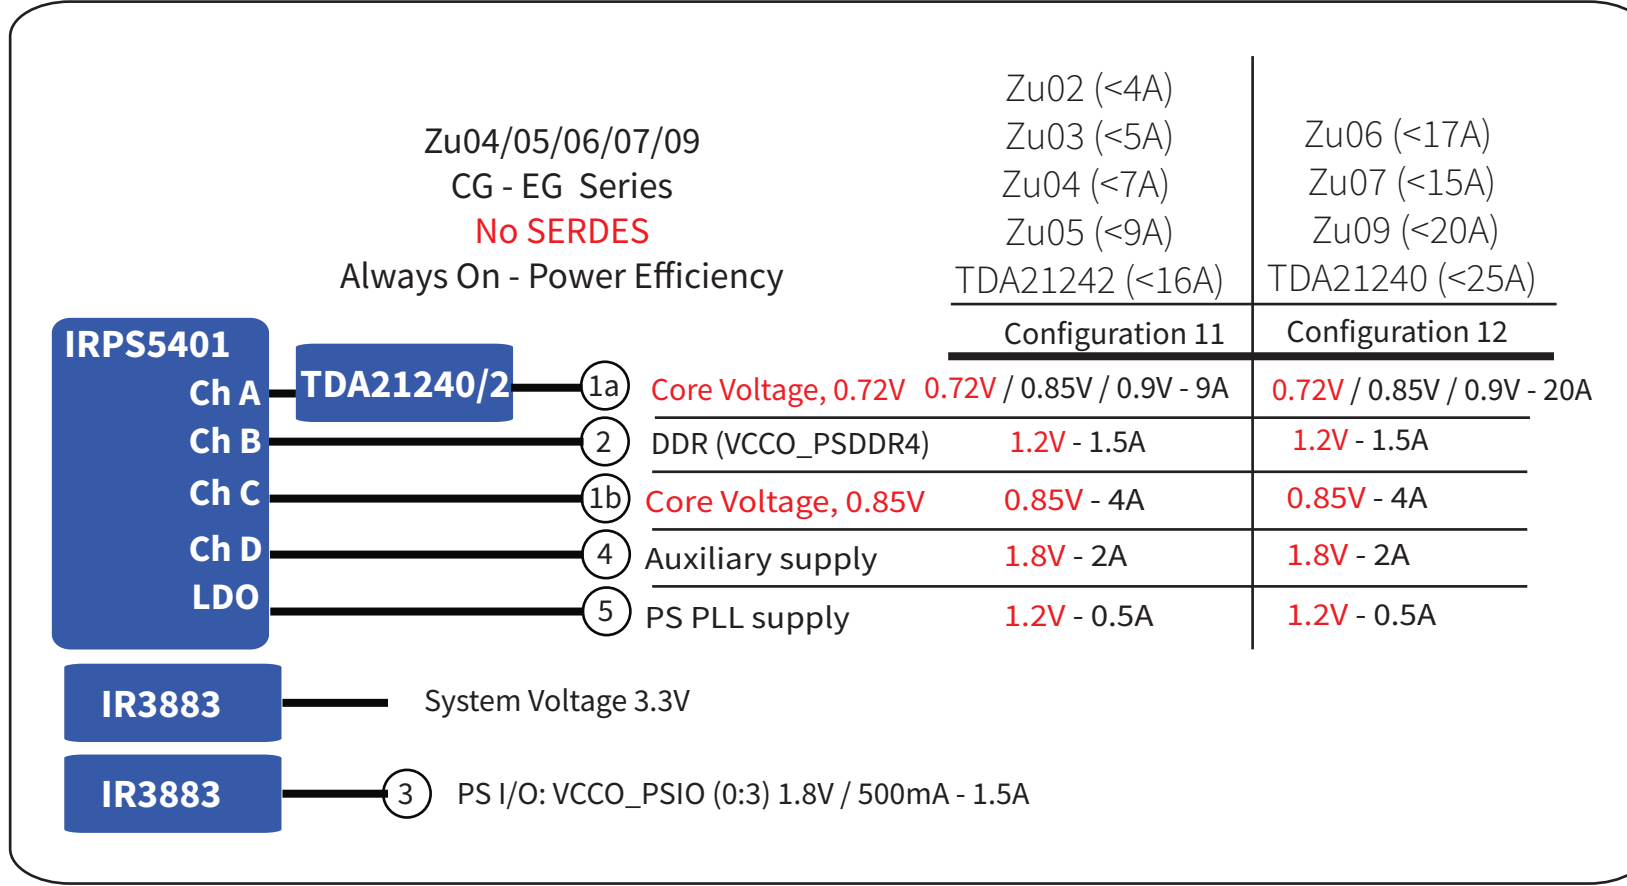 Zu04/05/06/07/09
CG - EG Series
No SERDES
Always On - Power Efficiency
Zu02 (<4A)
Zu03 (<5A)
Zu04 (<7A)
Zu05 (<9A)
TDA21242 (<16A)
Zu06 (<17A)
Zu07 (<15A)
Zu09 (<20A)
TDA21240 (<25A)
Configuration 11
Configuration 12
IRPS5401
Ch A TDA21240/2 1a Core Voltage, 0.72V 0.72V / 0.85V / 0.9V - 9A 0.72V / 0.85V / 0.9V - 20A
Ch B 2 DDR (VCCO_PSDDR4) 1.2V - 1.5A 1.2V - 1.5A
Ch C 1b Core Voltage, 0.85V 0.85V - 4A 0.85V - 4A
Ch D 4 Auxiliary supply 1.8V - 2A 1.8V - 2A
LDO 5 PS PLL supply 1.2V - 0.5A 1.2V - 0.5A
IR3883 System Voltage 3.3V
IR3883 3 PS I/O: VCCO_PSIO (0:3) 1.8V / 500mA - 1.5A